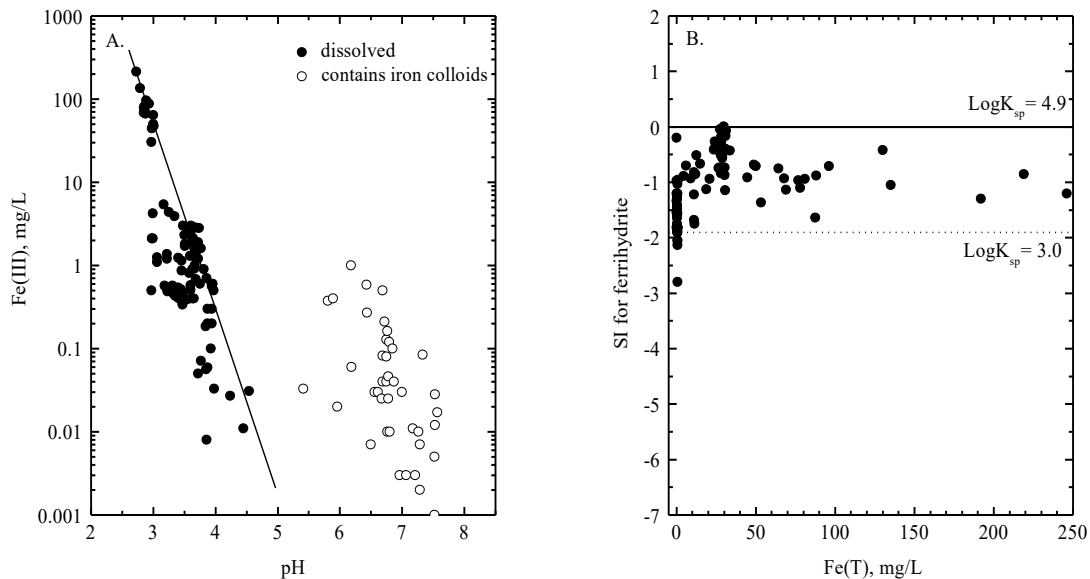 A.
dissolved
contains iron colloids
1000
100
10
1
0.1
0.01
0.001
Fe(III), mg/L
2 3 4 5 6 7 8
pH
B.
LogKsp= 4.9
LogKsp= 3.0
2
1
0
-1
-2
-3
-4
-5
-6
-7
SI for ferrihydrite
0 50 100 150 200 250
Fe(T), mg/L